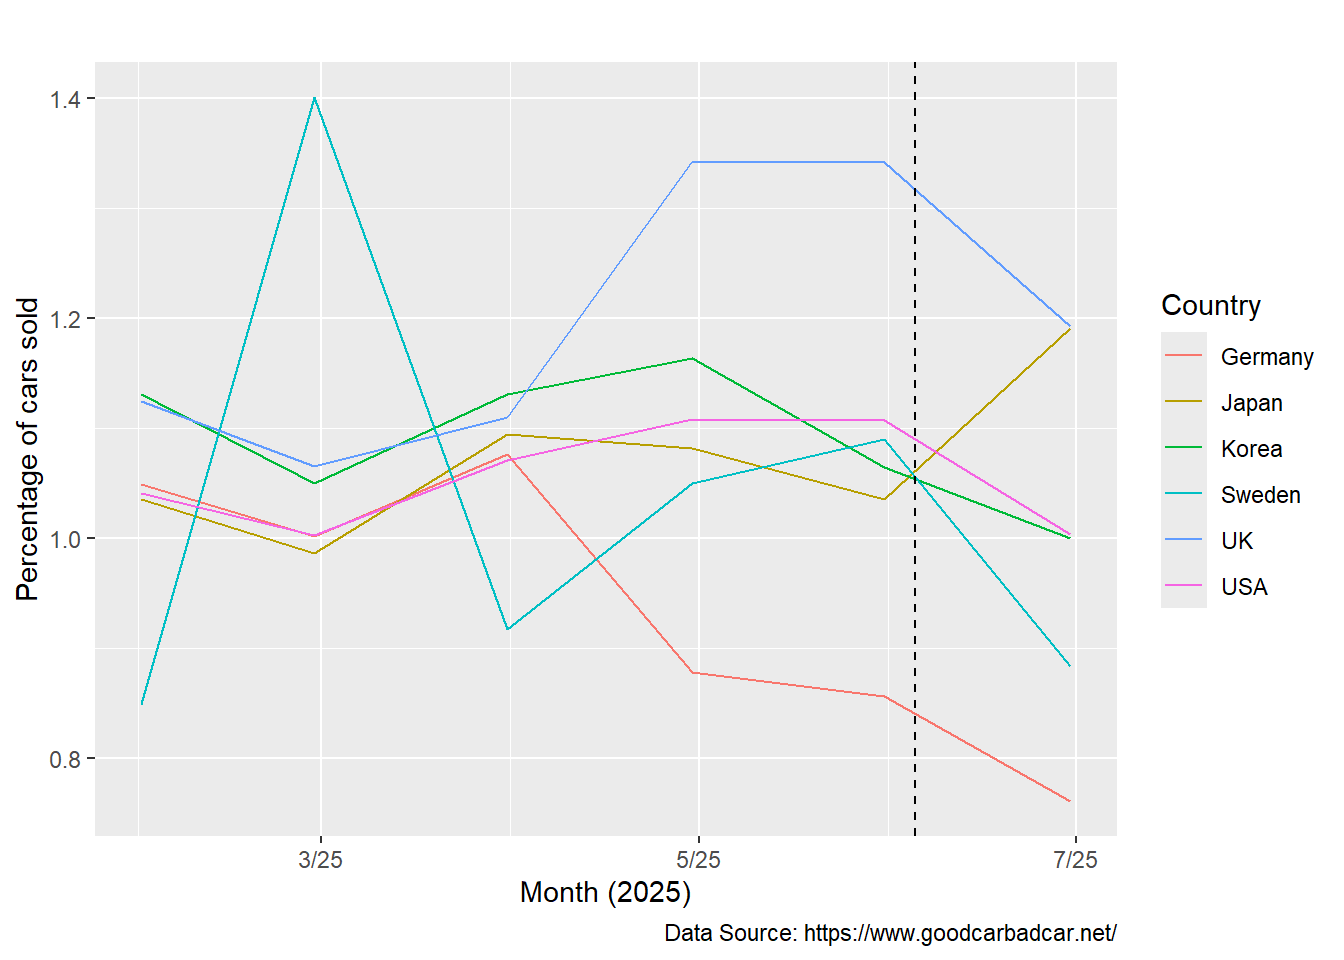 Percentage of cars sold
1.4
1.2
1.0
0.8
3/25
5/25
7/25
Month (2025)
Country
Germany
Japan
Korea
Sweden
UK
USA
Data Source: https://www.goodcarbadcar.net/